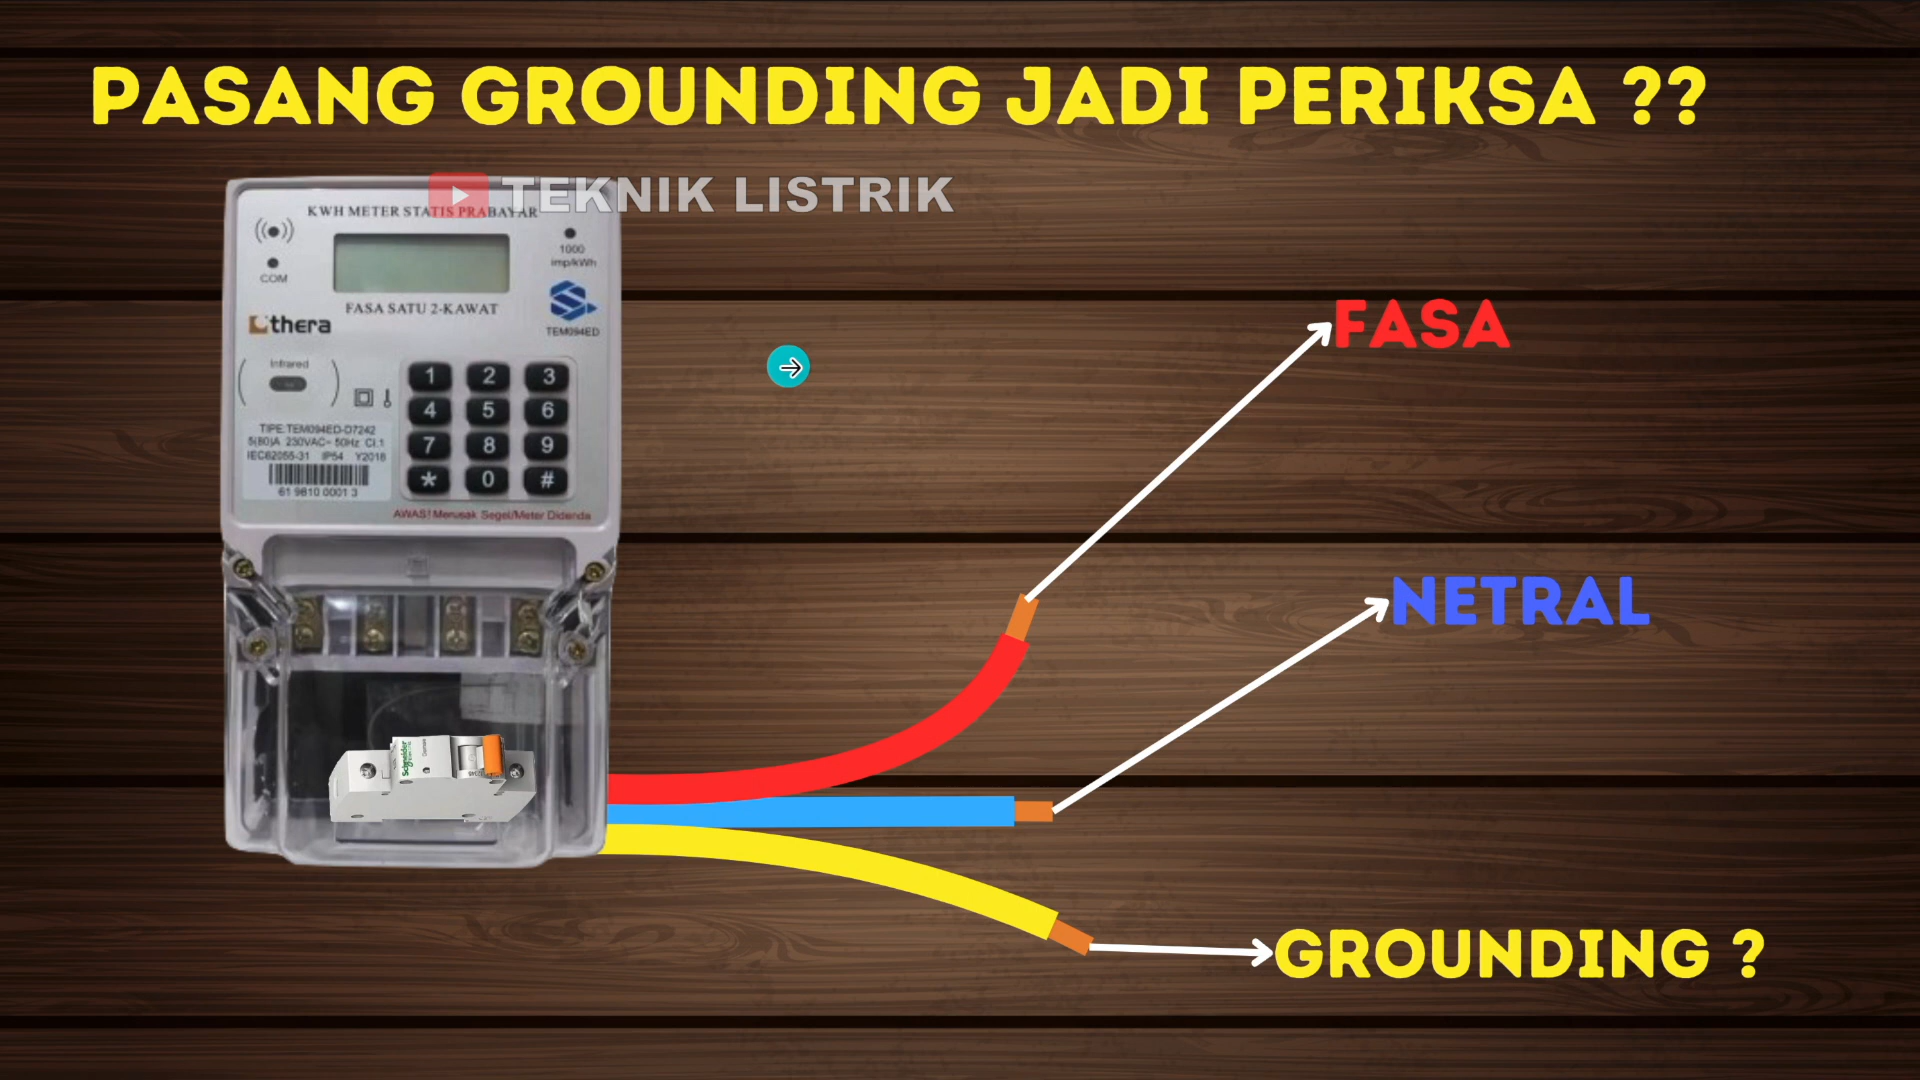 PASANG GROUNDING JADI PERIKSA ??
TEKNIK LISTRIK
KWH METER STATIS PRABAYAR
1000
imp/kWh
COM
FASA SATU 2-KAWAT
thera
TEM094ED
Infrared
1 2 3
4 5 6
7 8 9
* 0 #
TIPE:TEM094ED-D7242
5(80)A 230VAC~ 50Hz Cl.1
IEC62055-31 IP54 Y2016
61 9810 0001 3
AWAS! Merusak Segel/Meter Didenda
Schneider
FASA
NETRAL
GROUNDING ?